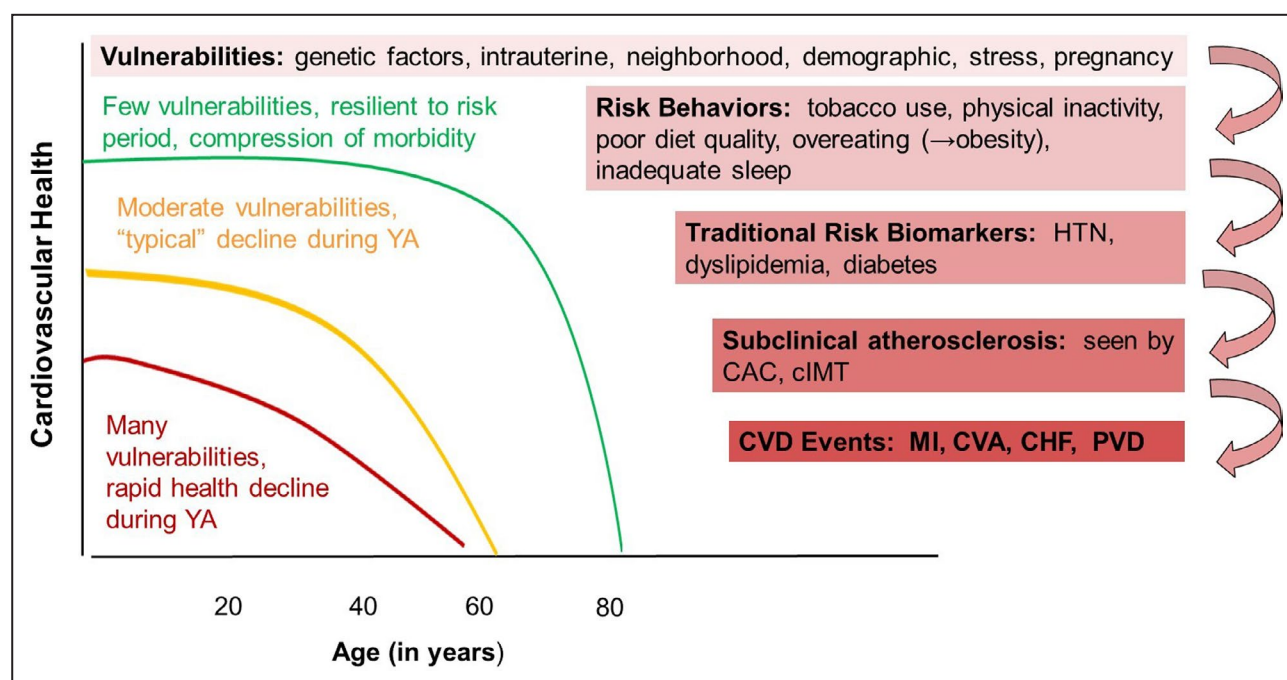 Vulnerabilities: genetic factors, intrauterine, neighborhood, demographic, stress, pregnancy
Few vulnerabilities, resilient to risk
period, compression of morbidity
Risk Behaviors: tobacco use, physical inactivity,
poor diet quality, overeating (→obesity),
inadequate sleep
Moderate vulnerabilities,
“typical” decline during YA
Traditional Risk Biomarkers: HTN,
dyslipidemia, diabetes
Subclinical atherosclerosis: seen by
CAC, cIMT
Many
vulnerabilities,
rapid health decline
during YA
CVD Events: MI, CVA, CHF, PVD
Cardiovascular Health
20 40 60 80
Age (in years)